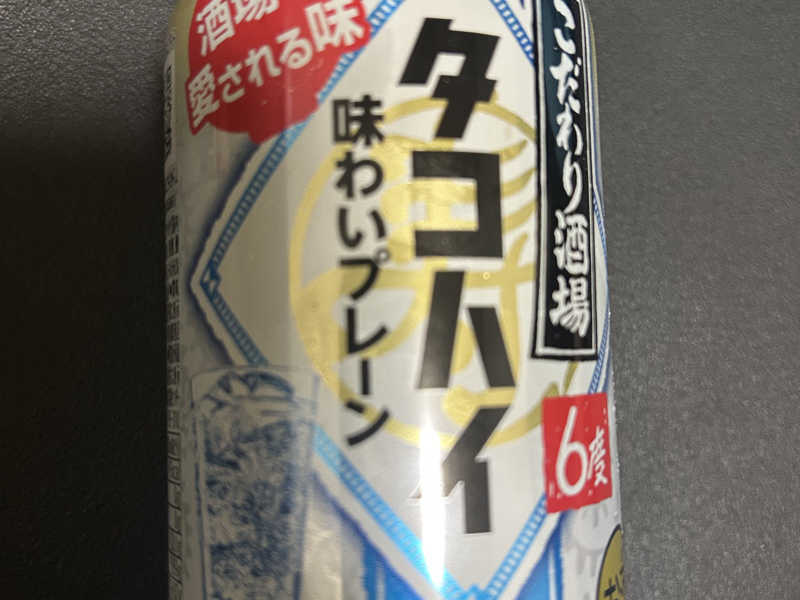 こだわり酒場
タコハイ
味わいプレーン
酒場
愛される味
6度